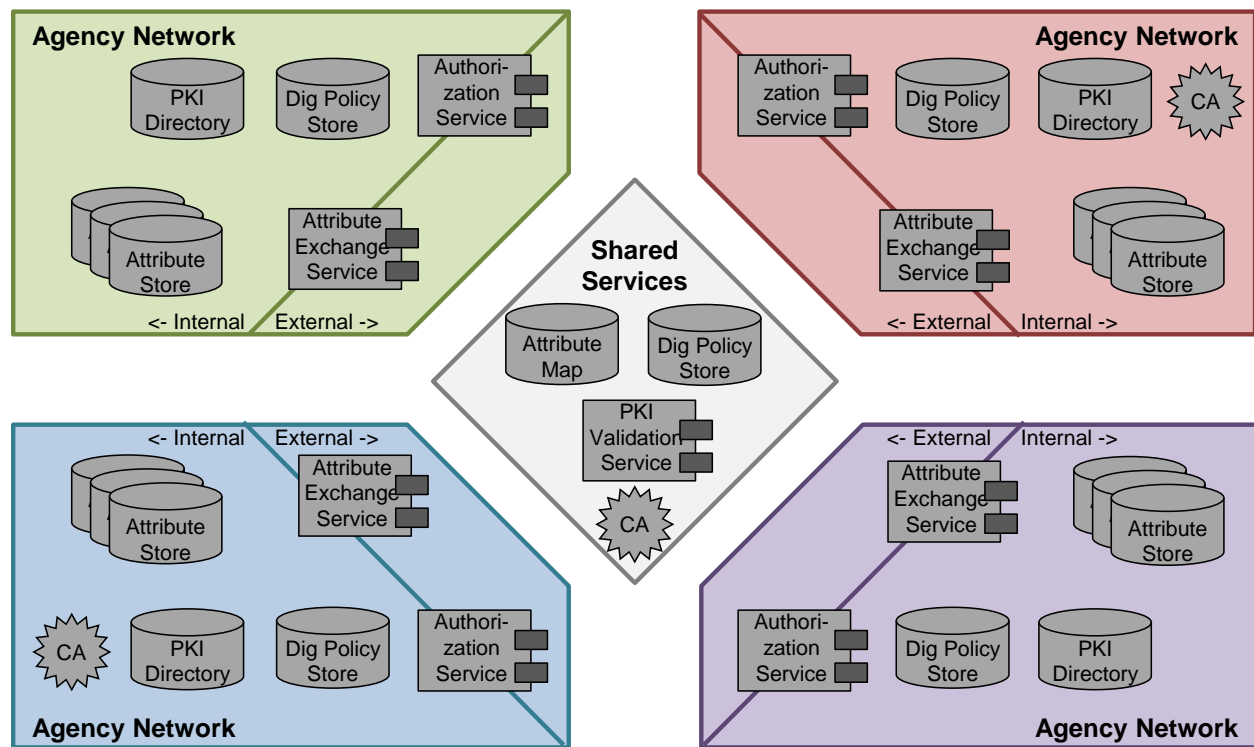 Agency Network
PKI
Directory
Dig Policy
Store
Authori-
zation
Service
Attribute
Store
Attribute
Exchange
Service
<- Internal
External ->
Agency Network
Authori-
zation
Service
Dig Policy
Store
PKI
Directory
CA
Attribute
Exchange
Service
Attribute
Store
<- External
Internal ->
Shared
Services
Attribute
Map
Dig Policy
Store
PKI
Validation
Service
CA
<- Internal
External ->
Attribute
Store
Attribute
Exchange
Service
CA
PKI
Directory
Dig Policy
Store
Authori-
zation
Service
Agency Network
<- External
Internal ->
Attribute
Exchange
Service
Attribute
Store
Authori-
zation
Service
Dig Policy
Store
PKI
Directory
Agency Network